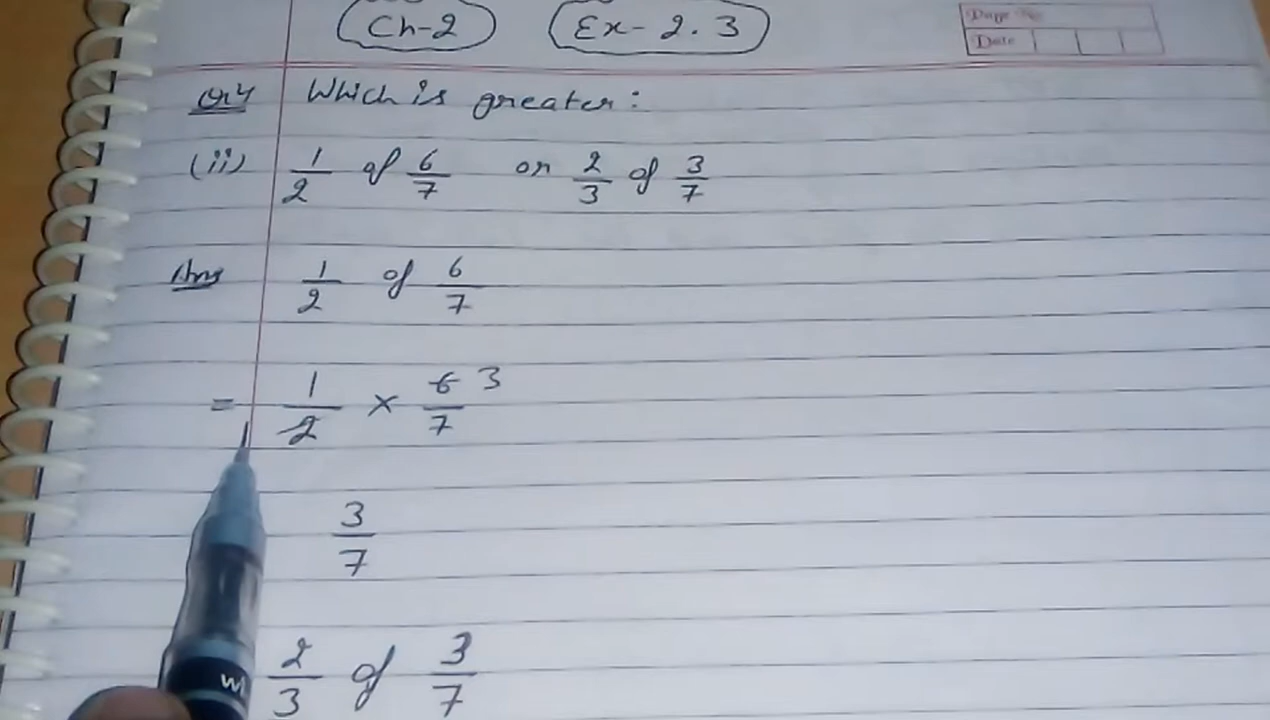 Ch-2 Ex-2.3
Page No.
Date
Qn4 Which is greater:
(ii) 1/2 of 6/7 or 2/3 of 3/7
Ans 1/2 of 6/7
= 1/2 × 6/7 3
3/7
2/3 of 3/7